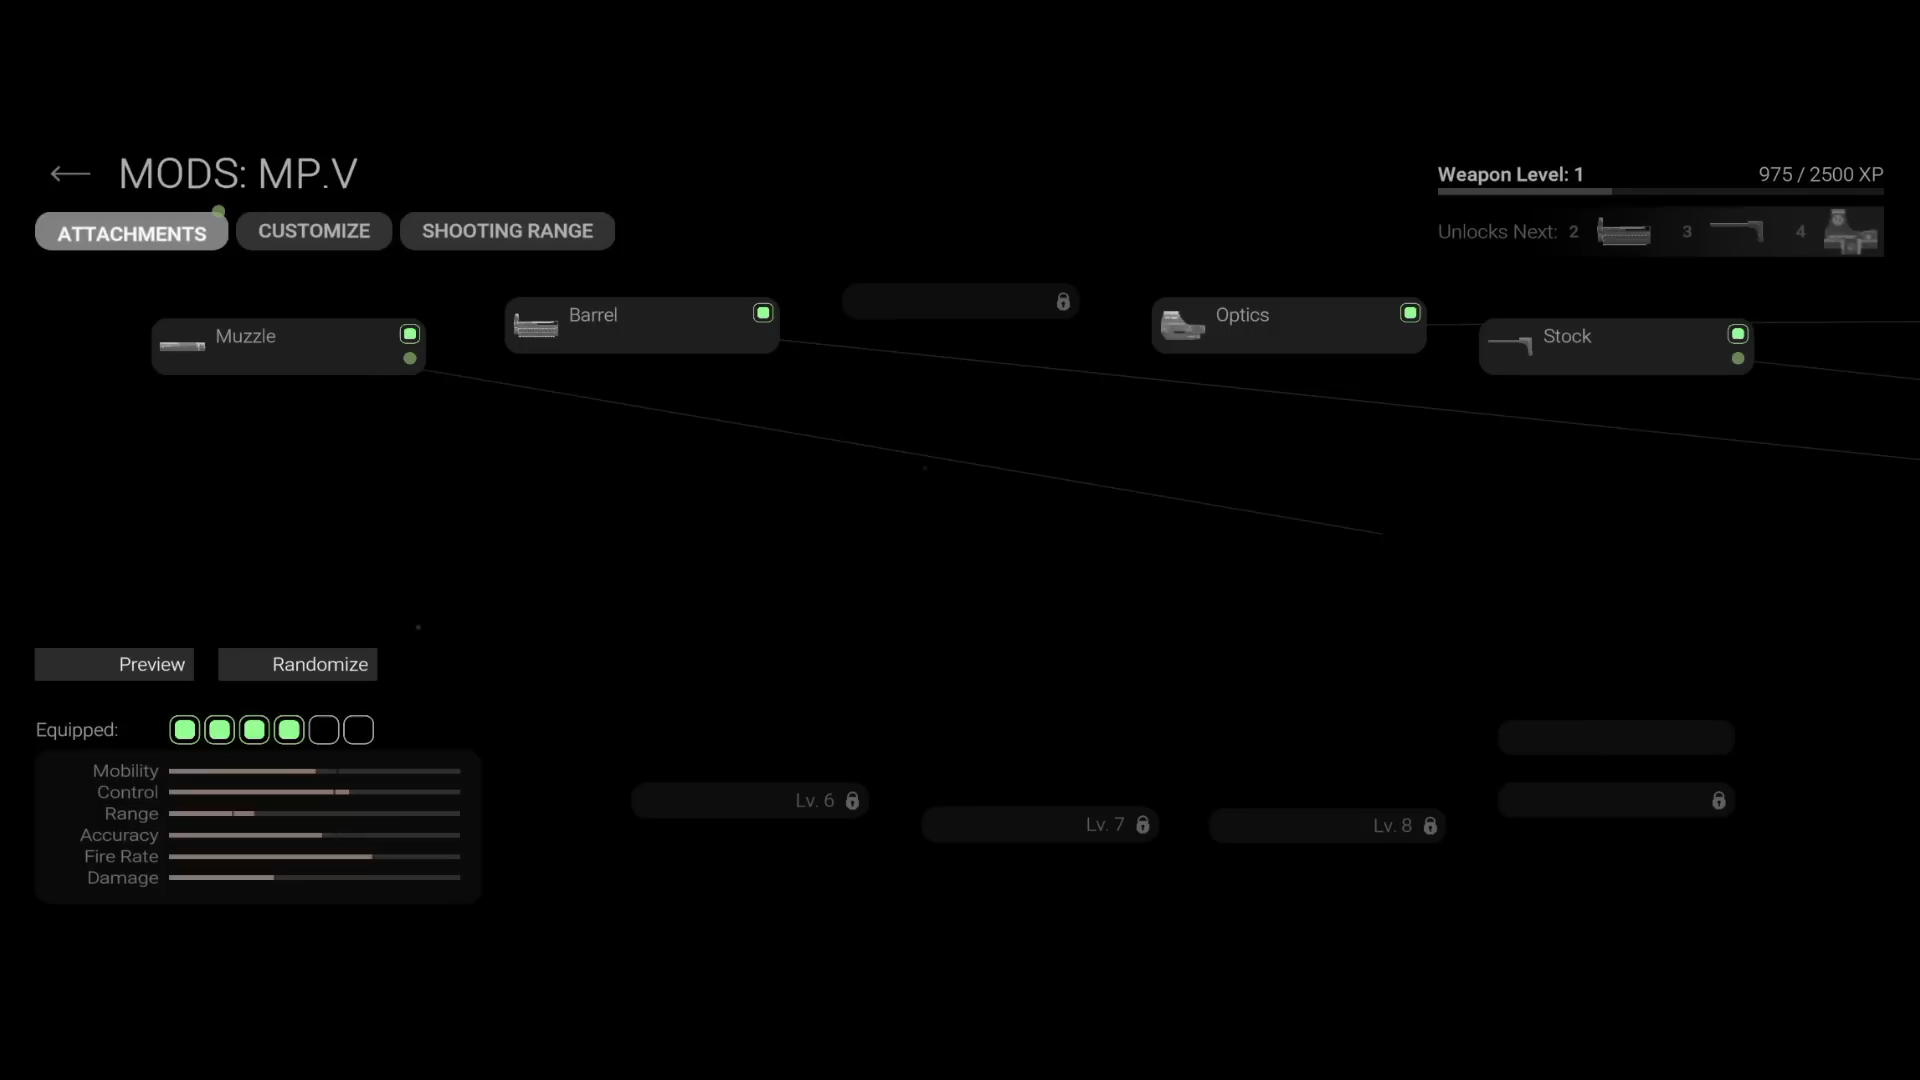 MODS: MP.V
Weapon Level: 1
975 / 2500 XP
ATTACHMENTS
CUSTOMIZE
SHOOTING RANGE
Unlocks Next: 2 3 4
Muzzle
Barrel
Optics
Stock
Preview
Randomize
Equipped:
Mobility
Control
Range
Accuracy
Fire Rate
Damage
Lv. 6
Lv. 7
Lv. 8